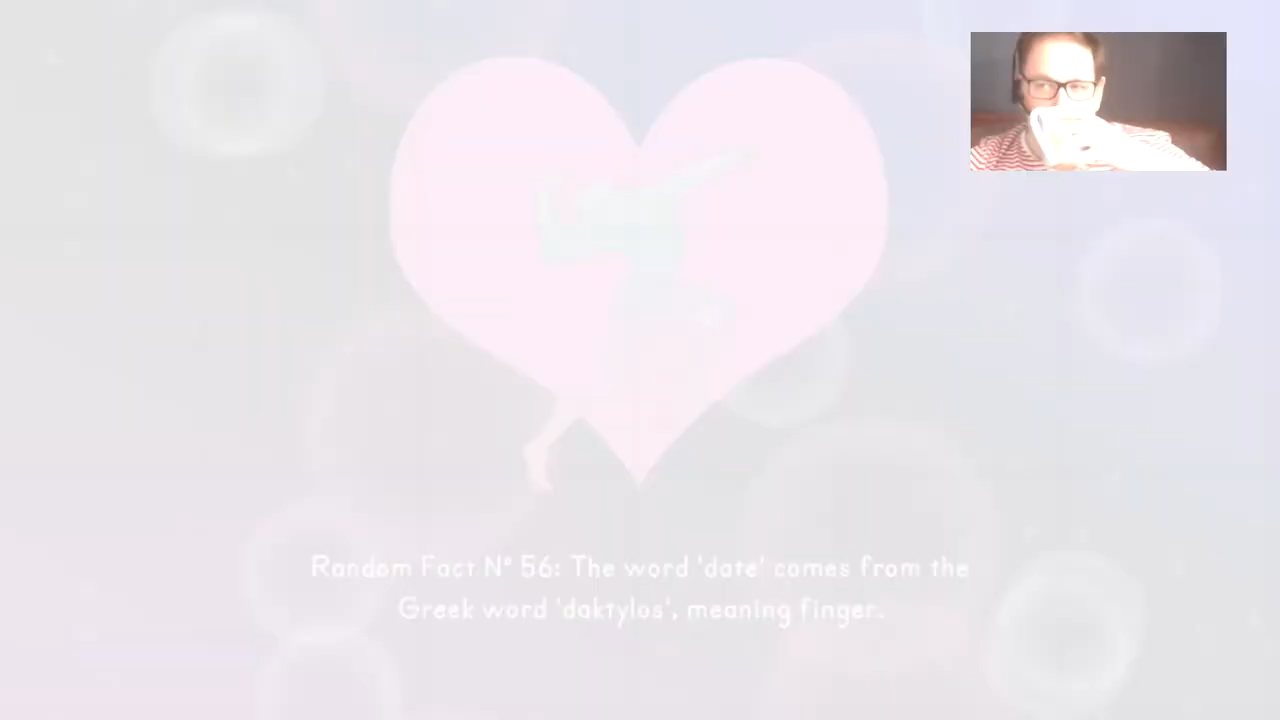 Random Fact N° 56: The word 'date' comes from the
Greek word 'daktylos', meaning finger.